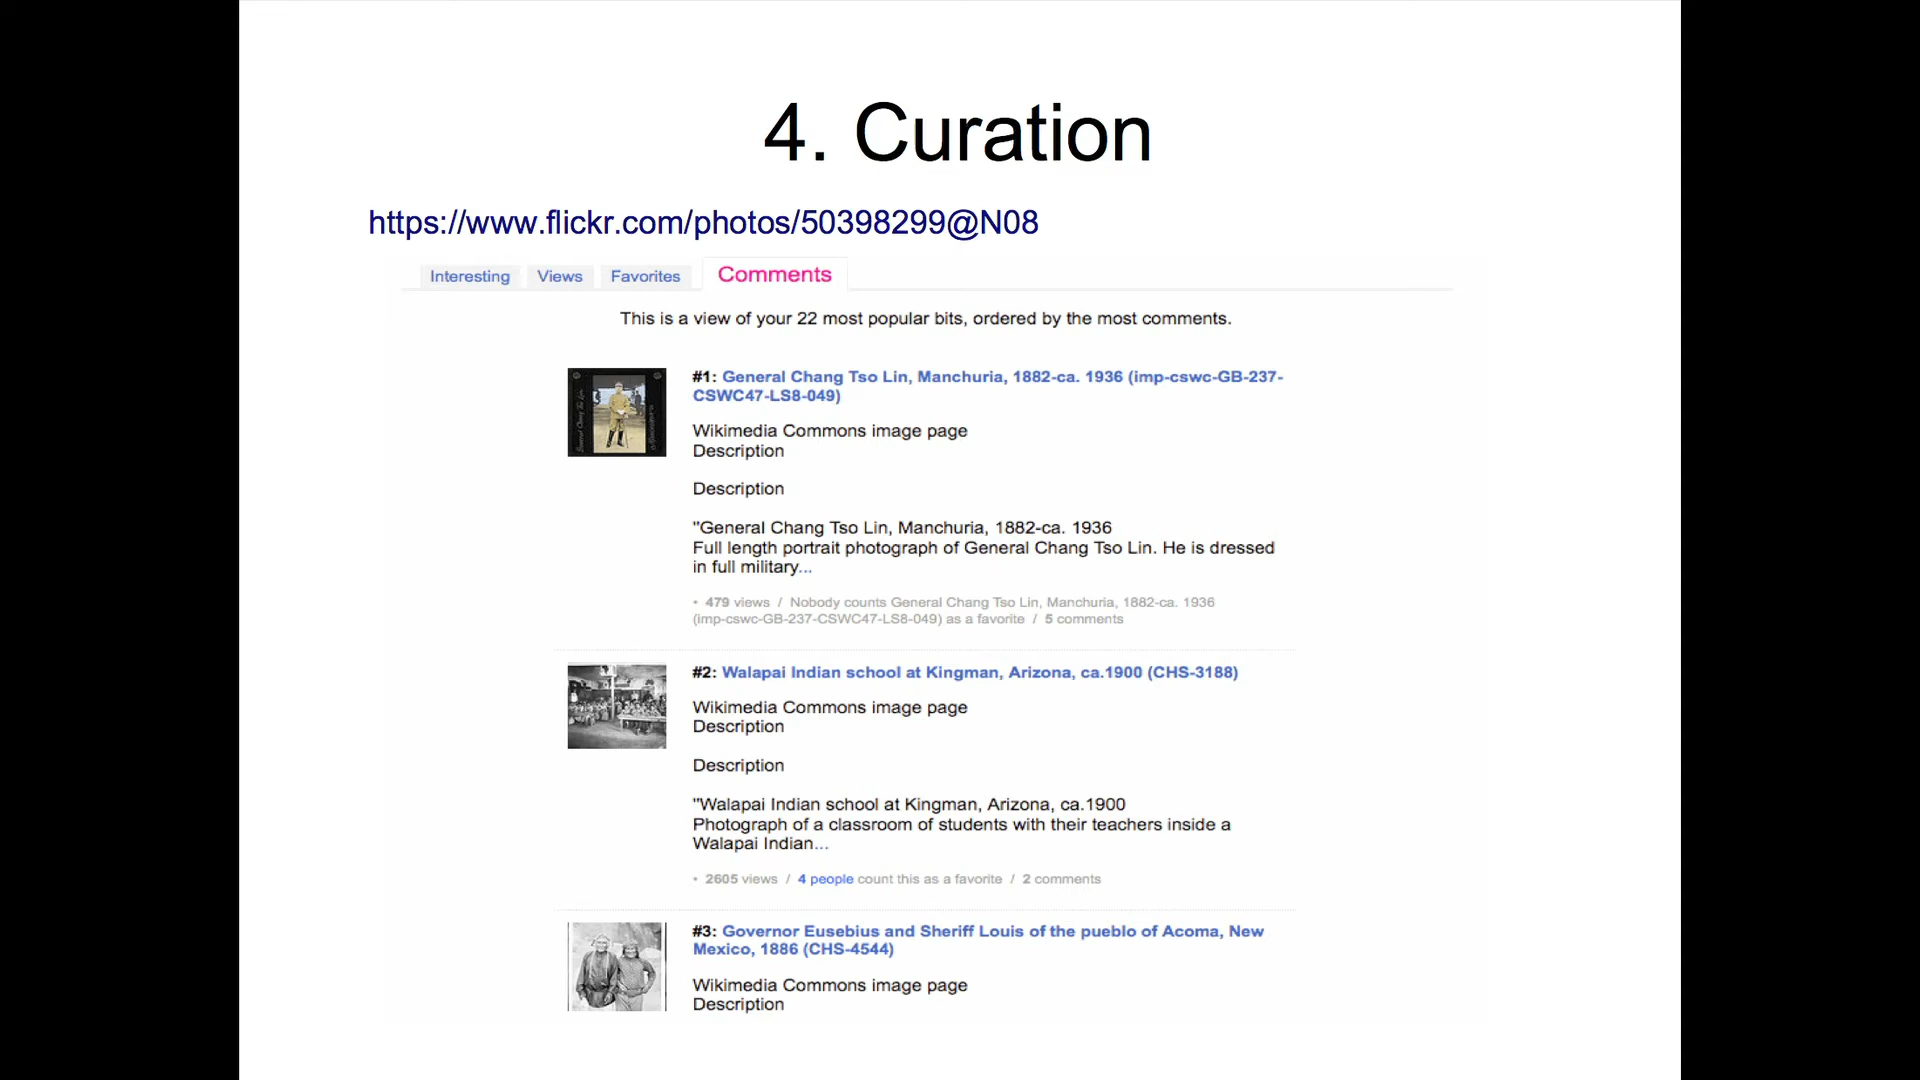 4. Curation
https://www.flickr.com/photos/50398299@N08
Interesting Views Favorites Comments
This is a view of your 22 most popular bits, ordered by the most comments.
#1: General Chang Tso Lin, Manchuria, 1882-ca. 1936 (imp-cswc-GB-237-
CSWC47-LS8-049)
Wikimedia Commons image page
Description
Description
"General Chang Tso Lin, Manchuria, 1882-ca. 1936
Full length portrait photograph of General Chang Tso Lin. He is dressed
in full military...
• 479 views / Nobody counts General Chang Tso Lin, Manchuria, 1882-ca. 1936
(imp-cswc-GB-237-CSWC47-LS8-049) as a favorite / 5 comments
#2: Walapai Indian school at Kingman, Arizona, ca.1900 (CHS-3188)
Wikimedia Commons image page
Description
Description
"Walapai Indian school at Kingman, Arizona, ca.1900
Photograph of a classroom of students with their teachers inside a
Walapai Indian...
• 2605 views / 4 people count this as a favorite / 2 comments
#3: Governor Eusebius and Sheriff Louis of the pueblo of Acoma, New
Mexico, 1886 (CHS-4544)
Wikimedia Commons image page
Description